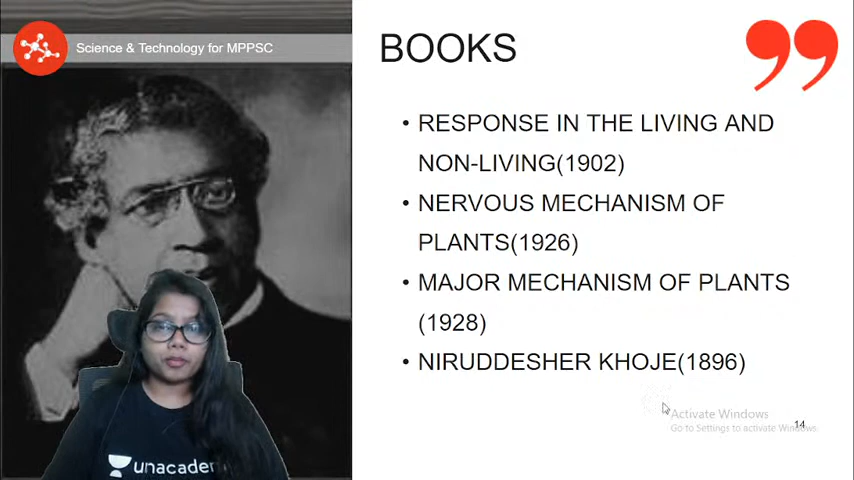 Science & Technology for MPPSC
BOOKS
• RESPONSE IN THE LIVING AND
NON-LIVING(1902)
• NERVOUS MECHANISM OF
PLANTS(1926)
• MAJOR MECHANISM OF PLANTS
(1928)
• NIRUDDESHER KHOJE(1896)
Activate Windows
14
Go to Settings to activate Windows.
unacade